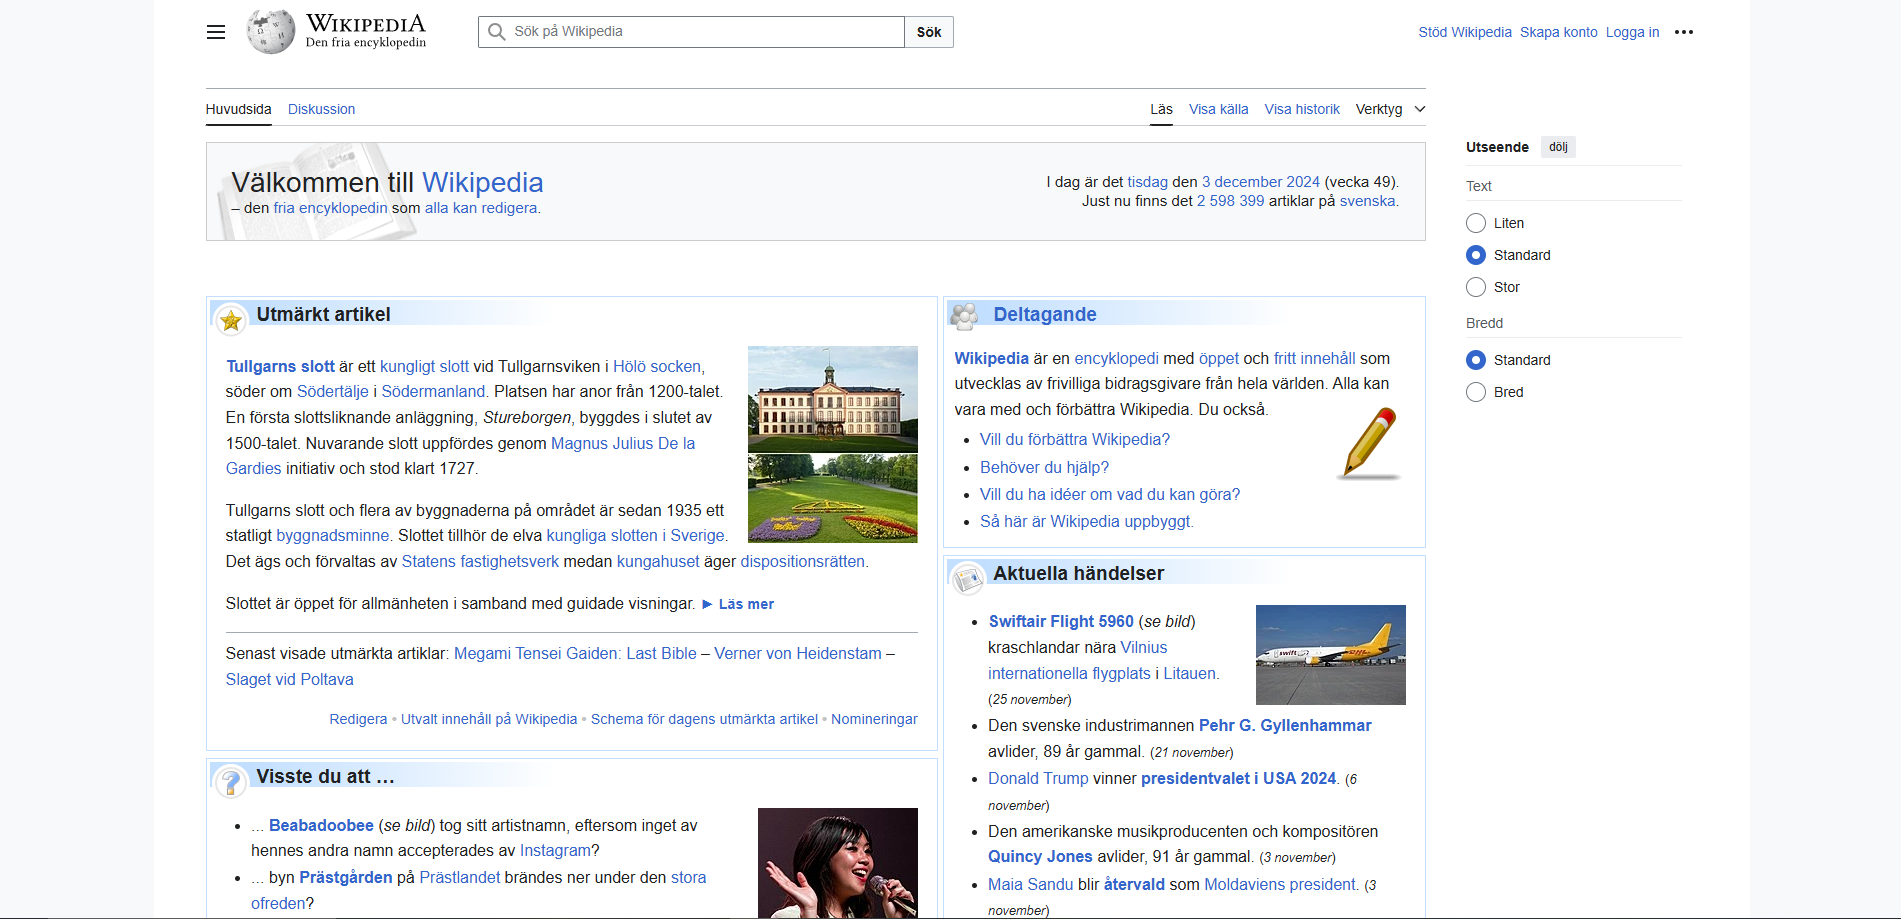 WIKIPEDIA
Den fria encyklopedin
Sök på Wikipedia
Sök
Stöd Wikipedia Skapa konto Logga in
Huvudsida Diskussion
Läs Visa källa Visa historik Verktyg
Välkommen till Wikipedia
– den fria encyklopedin som alla kan redigera.
I dag är det tisdag den 3 december 2024 (vecka 49).
Just nu finns det 2 598 399 artiklar på svenska.
Utmärkt artikel
Tullgarns slott är ett kungligt slott vid Tullgarnsviken i Hölö socken,
söder om Södertälje i Södermanland. Platsen har anor från 1200-talet.
En första slottsliknande anläggning, Stureborgen, byggdes i slutet av
1500-talet. Nuvarande slott uppfördes genom Magnus Julius De la
Gardies initiativ och stod klart 1727.
Tullgarns slott och flera av byggnaderna på området är sedan 1935 ett
statligt byggnadsminne. Slottet tillhör de elva kungliga slotten i Sverige.
Det ägs och förvaltas av Statens fastighetsverk medan kungahuset äger dispositionsrätten.
Slottet är öppet för allmänheten i samband med guidade visningar. ► Läs mer
Senast visade utmärkta artiklar: Megami Tensei Gaiden: Last Bible – Verner von Heidenstam –
Slaget vid Poltava
Redigera • Utvalt innehåll på Wikipedia • Schema för dagens utmärkta artikel • Nomineringar
Visste du att …
... Beabadoobee (se bild) tog sitt artistnamn, eftersom inget av
hennes andra namn accepterades av Instagram?
... byn Prästgården på Prästlandet brändes ner under den stora
ofreden?
Deltagande
Wikipedia är en encyklopedi med öppet och fritt innehåll som
utvecklas av frivilliga bidragsgivare från hela världen. Alla kan
vara med och förbättra Wikipedia. Du också.
Vill du förbättra Wikipedia?
Behöver du hjälp?
Vill du ha idéer om vad du kan göra?
Så här är Wikipedia uppbyggt.
Aktuella händelser
Swiftair Flight 5960 (se bild)
kraschlandar nära Vilnius
internationella flygplats i Litauen.
(25 november)
Den svenske industrimannen Pehr G. Gyllenhammar
avlider, 89 år gammal. (21 november)
Donald Trump vinner presidentvalet i USA 2024. (6
november)
Den amerikanske musikproducenten och kompositören
Quincy Jones avlider, 91 år gammal. (3 november)
Maia Sandu blir återvald som Moldaviens president. (3
november)
Utseende dölj
Text
Liten
Standard
Stor
Bredd
Standard
Bred